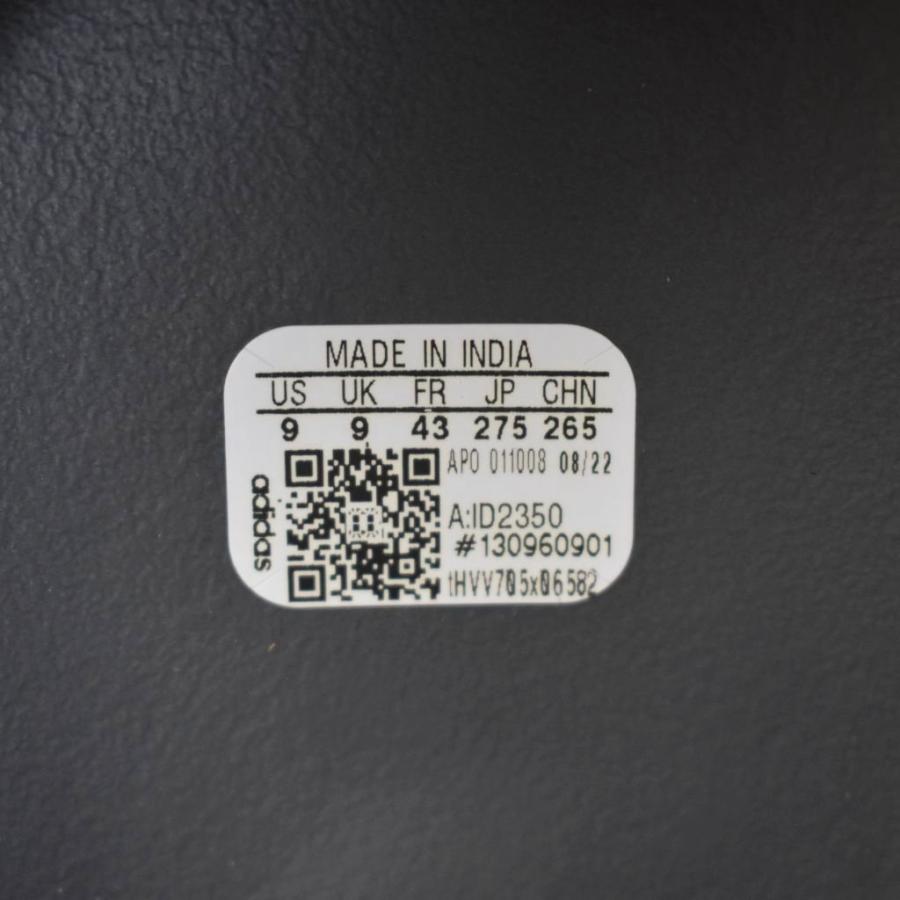 MADE IN INDIA
US UK FR JP CHN
9 9 43 275 265
APO 011008 08/22
A:ID2350
#130960901
tHVV705x06582
adidas